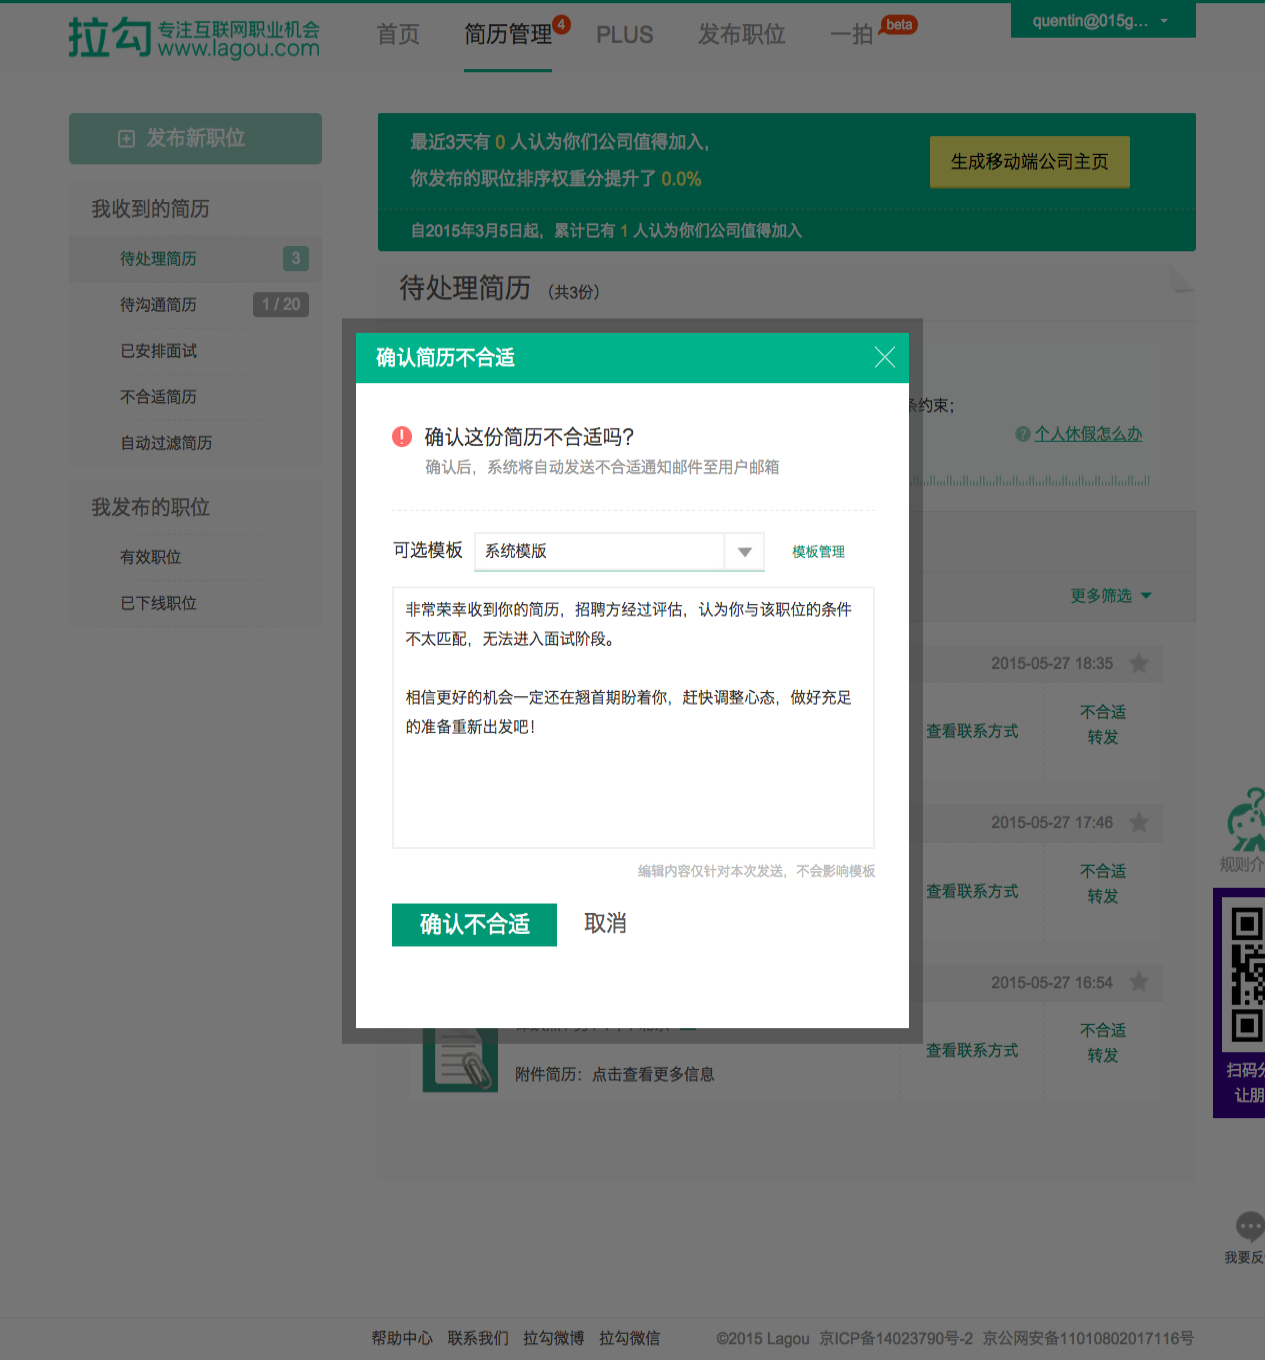 拉勾 专注互联网职业机会
www.lagou.com
首页 简历管理 4 PLUS 发布职位 一拍 beta
quentin@015g...
发布新职位
我收到的简历
待处理简历 3
待沟通简历 1 / 20
已安排面试
不合适简历
自动过滤简历
我发布的职位
有效职位
已下线职位
最近3天有 0 人认为你们公司值得加入，
你发布的职位排序权重分提升了 0.0%
生成移动端公司主页
自2015年3月5日起，累计已有 1 人认为你们公司值得加入
待处理简历 （共3份）
约束；
个人休假怎么办
更多筛选
确认简历不合适
确认这份简历不合适吗？
确认后，系统将自动发送不合适通知邮件至用户邮箱
可选模板 系统模版 模板管理
非常荣幸收到你的简历，招聘方经过评估，认为你与该职位的条件
不太匹配，无法进入面试阶段。
相信更好的机会一定还在翘首期盼着你，赶快调整心态，做好充足
的准备重新出发吧！
编辑内容仅针对本次发送，不会影响模板
确认不合适 取消
2015-05-27 18:35
查看联系方式
不合适
转发
2015-05-27 17:46
查看联系方式
不合适
转发
2015-05-27 16:54
查看联系方式
不合适
转发
附件简历：点击查看更多信息
规则介
扫码分
让朋
我要反
帮助中心 联系我们 拉勾微博 拉勾微信 ©2015 Lagou 京ICP备14023790号-2 京公网安备11010802017116号